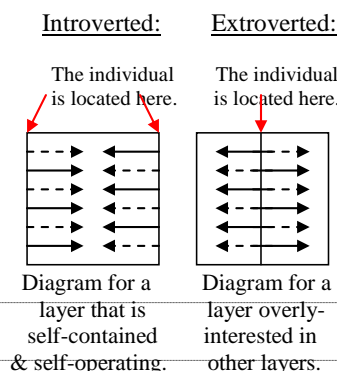 Introverted:
The individual
is located here.
Diagram for a
layer that is
self-contained
& self-operating.
Extroverted:
The individual
is located here.
Diagram for a
layer overly-
interested in
other layers.